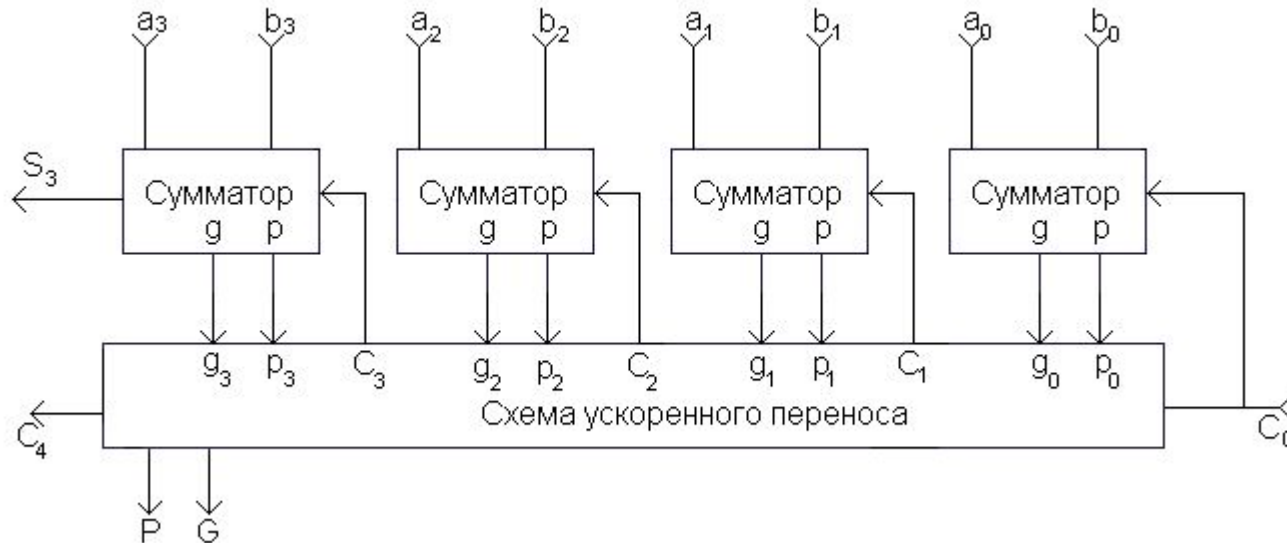 a₃ b₃ a₂ b₂ a₁ b₁ a₀ b₀
S₃
Сумматор Сумматор Сумматор Сумматор
g p g p g p g p
g₃ p₃ C₃ g₂ p₂ C₂ g₁ p₁ C₁ g₀ p₀
Схема ускоренного переноса
C₄ C₀
P G